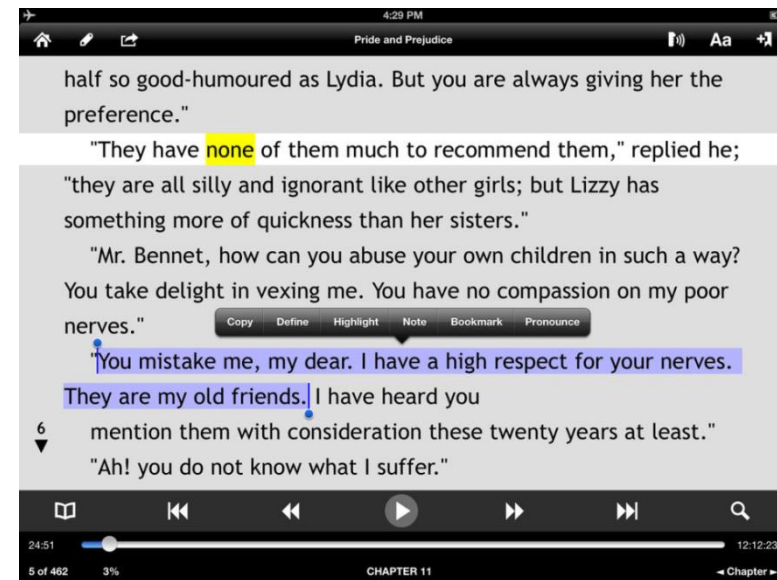 4:29 PM
Pride and Prejudice
Aa
half so good-humoured as Lydia. But you are always giving her the
preference."
"They have none of them much to recommend them," replied he;
"they are all silly and ignorant like other girls; but Lizzy has
something more of quickness than her sisters."
"Mr. Bennet, how can you abuse your own children in such a way?
You take delight in vexing me. You have no compassion on my poor
nerves."
Copy Define Highlight Note Bookmark Pronounce
"You mistake me, my dear. I have a high respect for your nerves.
They are my old friends. I have heard you
6
mention them with consideration these twenty years at least."
"Ah! you do not know what I suffer."
24:51
12:12:23
5 of 462 3% CHAPTER 11 ◄ Chapter ►